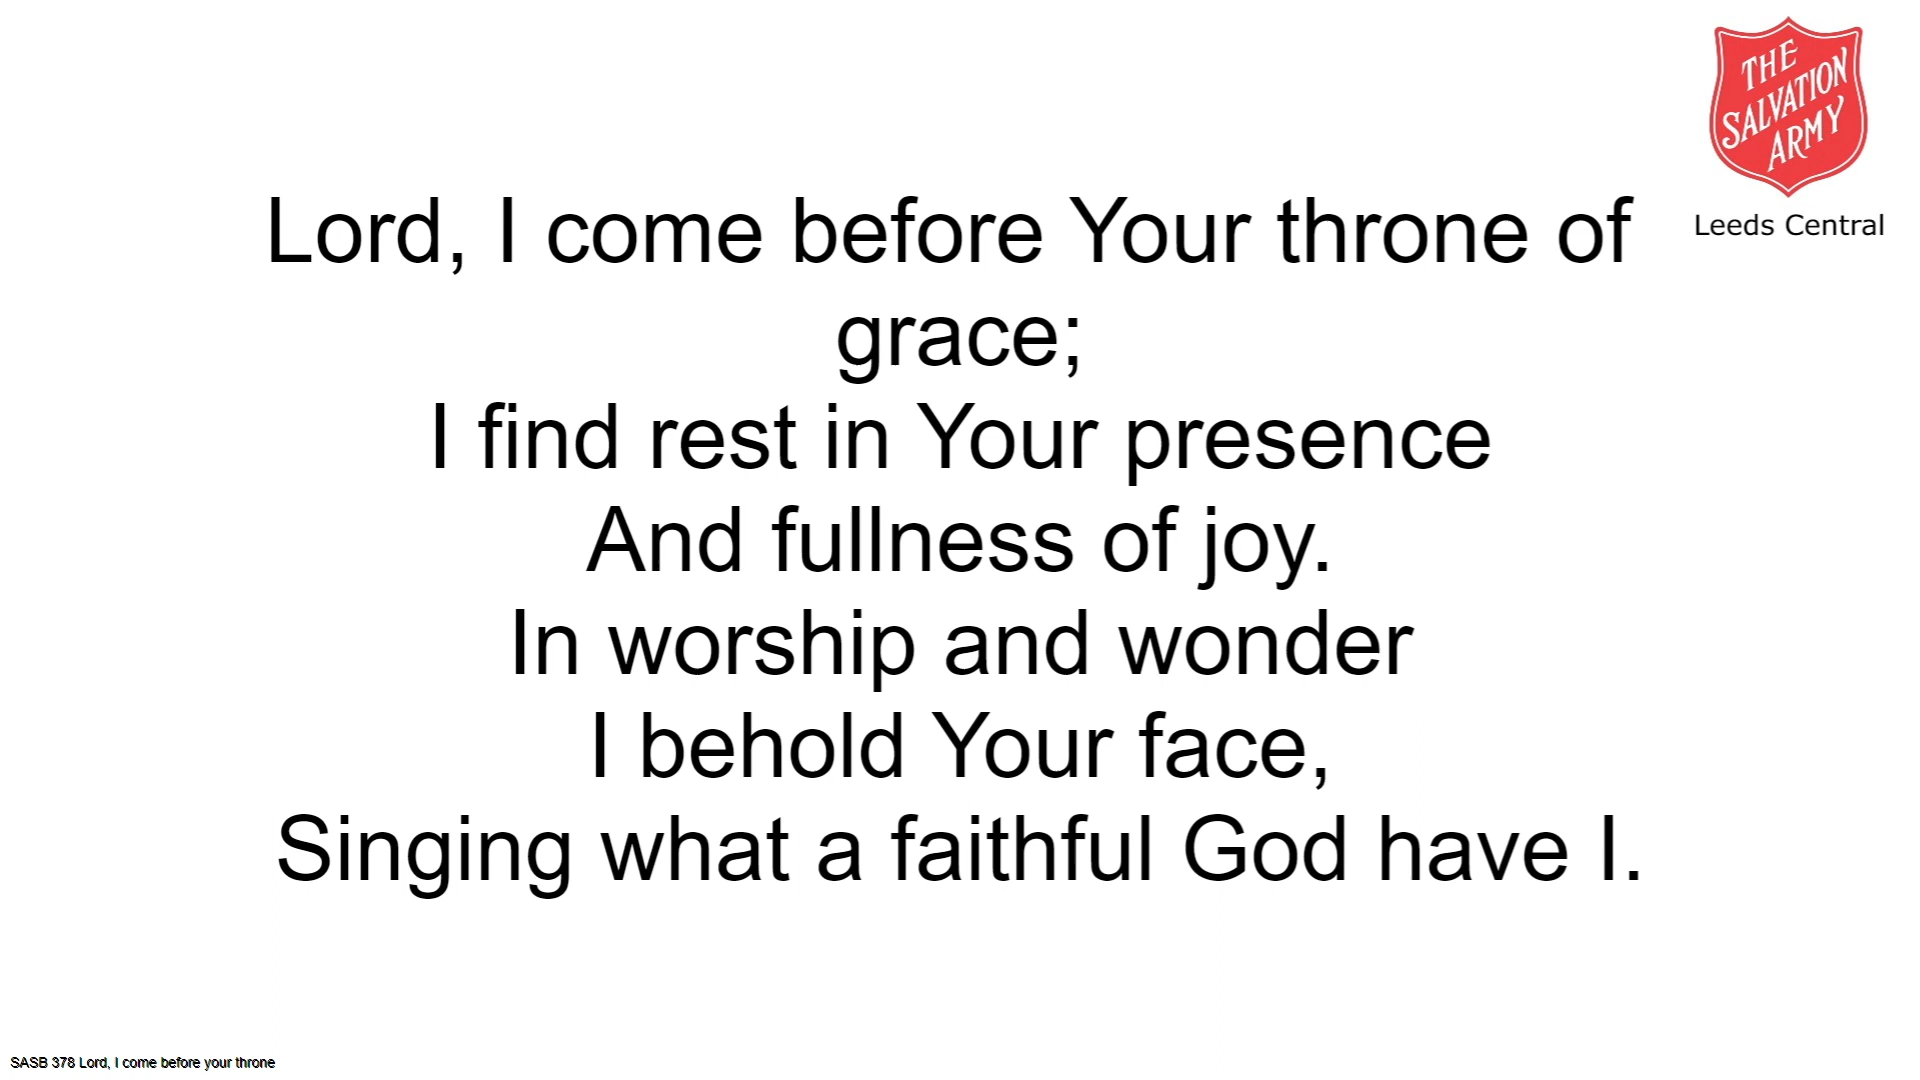 THE
SALVATION
ARMY
Leeds Central
Lord, I come before Your throne of
grace;
I find rest in Your presence
And fullness of joy.
In worship and wonder
I behold Your face,
Singing what a faithful God have I.
SASB 378 Lord, I come before your throne